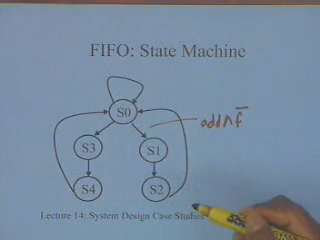 FIFO: State Machine
S0
add∧f̅
S3
S1
S4
S2
Lecture 14: System Design Case Studies